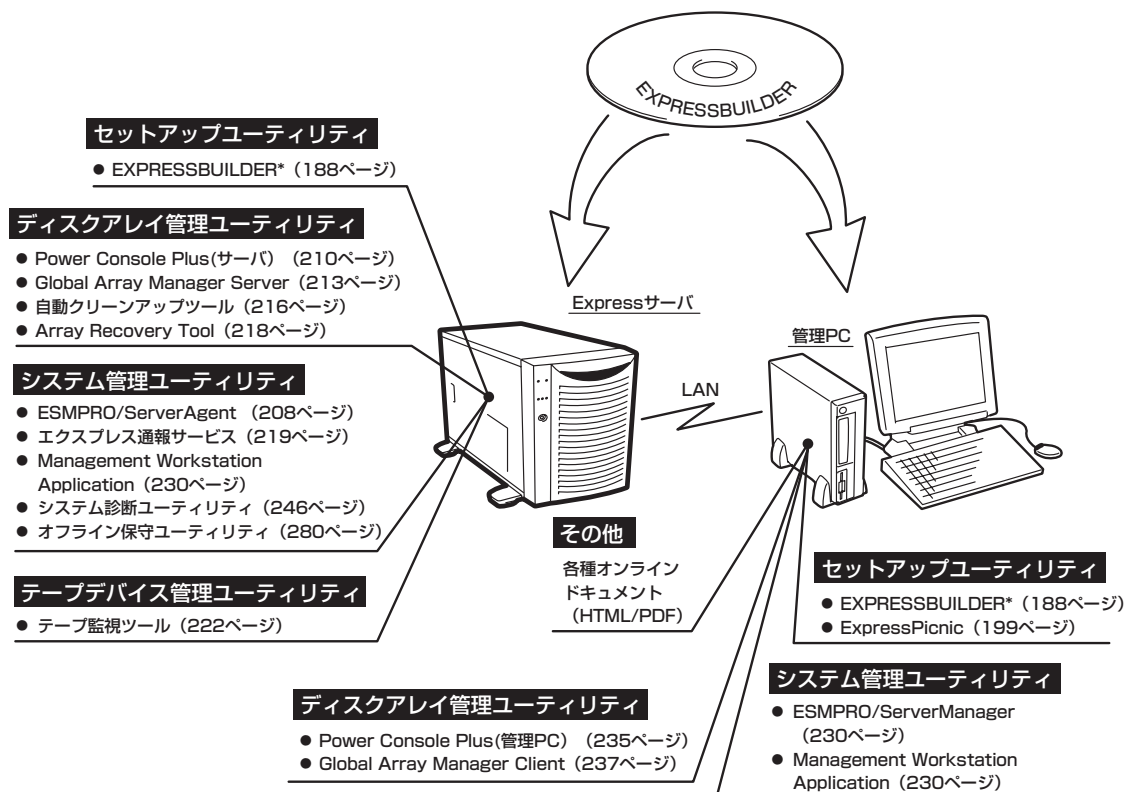 EXPRESSBUILDER
セットアップユーティリティ
● EXPRESSBUILDER*（188ページ）
ディスクアレイ管理ユーティリティ
● Power Console Plus(サーバ）（210ページ）
● Global Array Manager Server（213ページ）
● 自動クリーンアップツール（216ページ）
● Array Recovery Tool（218ページ）
システム管理ユーティリティ
● ESMPRO/ServerAgent （208ページ）
● エクスプレス通報サービス（219ページ）
● Management Workstation
Application（230ページ）
● システム診断ユーティリティ（246ページ）
● オフライン保守ユーティリティ（280ページ）
テープデバイス管理ユーティリティ
● テープ監視ツール（222ページ）
Expressサーバ
LAN
管理PC
その他
各種オンライン
ドキュメント
（HTML/PDF）
セットアップユーティリティ
● EXPRESSBUILDER*（188ページ）
● ExpressPicnic（199ページ）
ディスクアレイ管理ユーティリティ
● Power Console Plus(管理PC）（235ページ）
● Global Array Manager Client（237ページ）
システム管理ユーティリティ
● ESMPRO/ServerManager
（230ページ）
● Management Workstation
Application（230ページ）